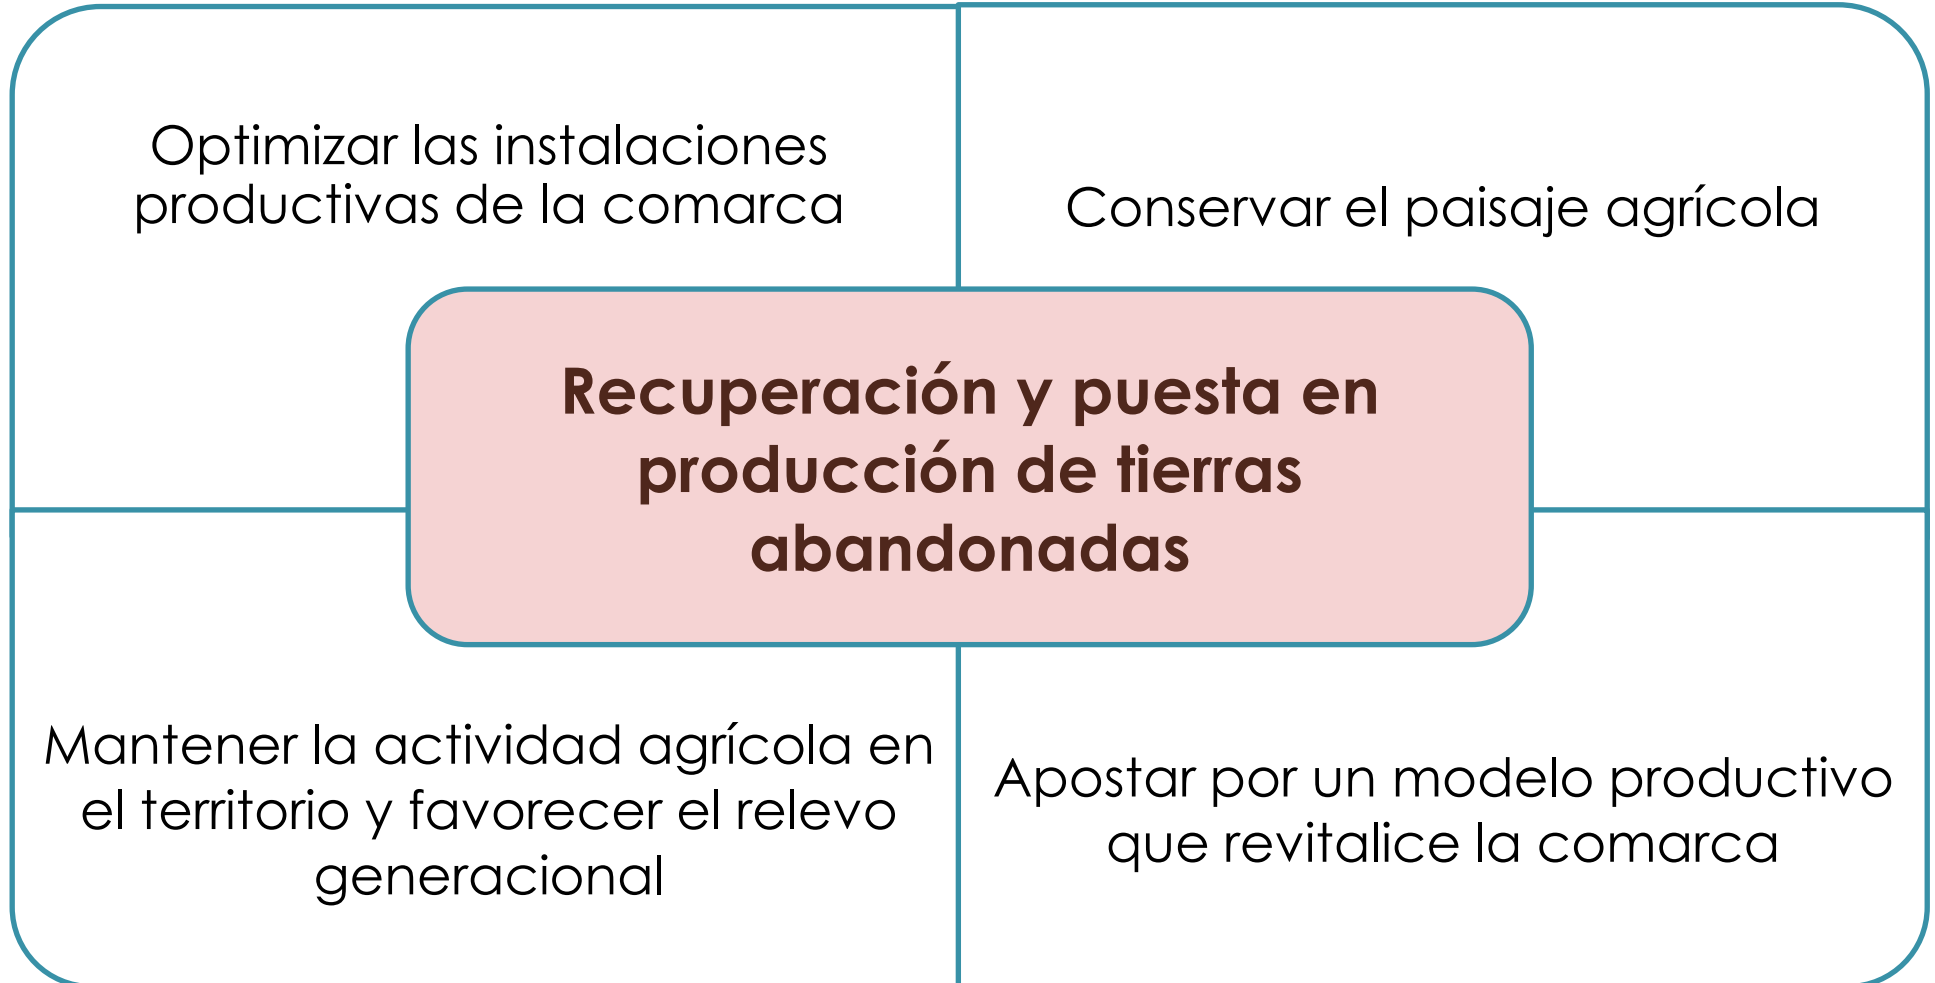 Optimizar las instalaciones
productivas de la comarca
Conservar el paisaje agrícola
Recuperación y puesta en
producción de tierras
abandonadas
Mantener la actividad agrícola en
el territorio y favorecer el relevo
generacional
Apostar por un modelo productivo
que revitalice la comarca